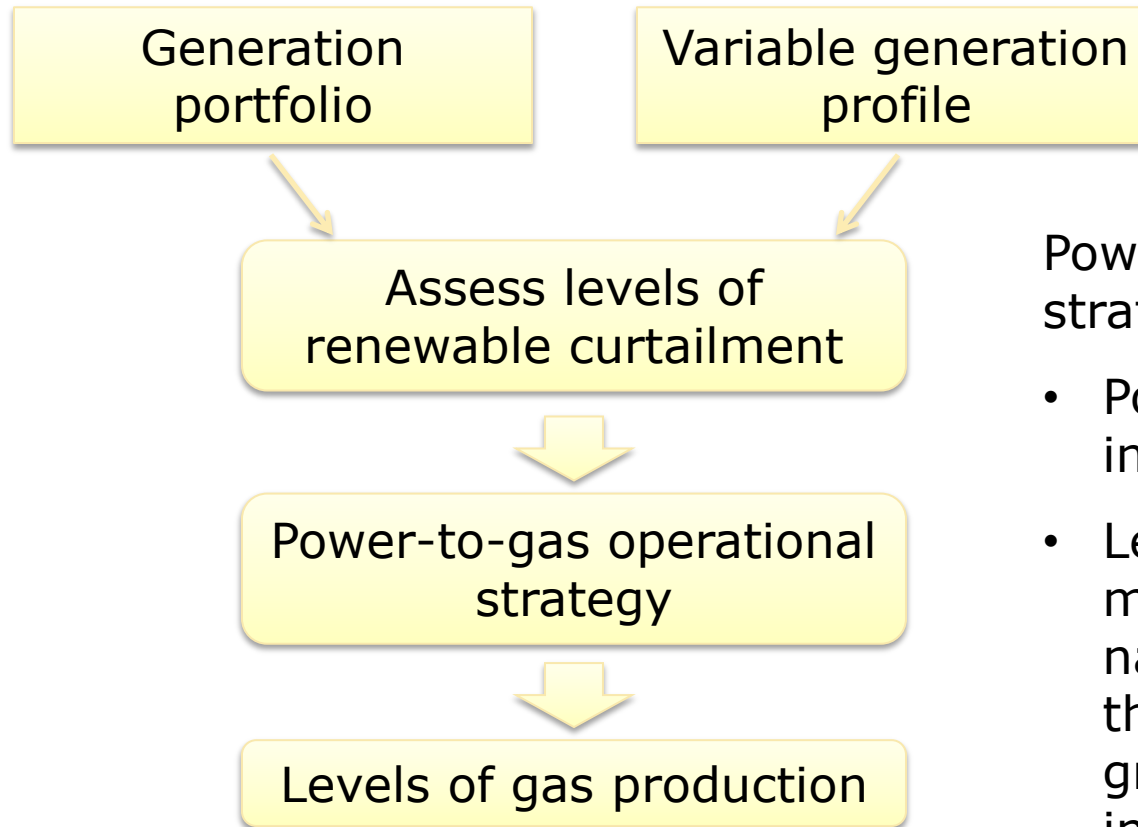 Generation
portfolio
Variable generation
profile
Assess levels of
renewable curtailment
Power-to-gas operational
strategy
Levels of gas production
•
•